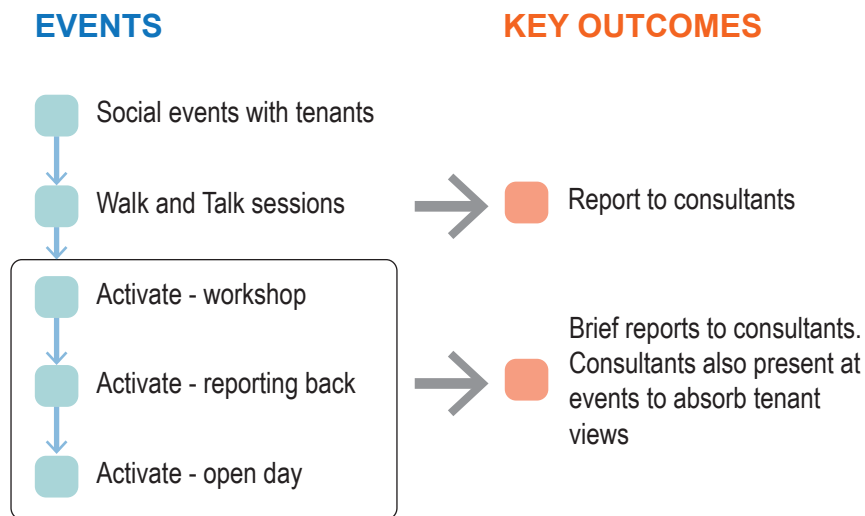 EVENTS
KEY OUTCOMES
Social events with tenants
Walk and Talk sessions
Report to consultants
Activate - workshop
Activate - reporting back
Activate - open day
Brief reports to consultants.
Consultants also present at
events to absorb tenant
views